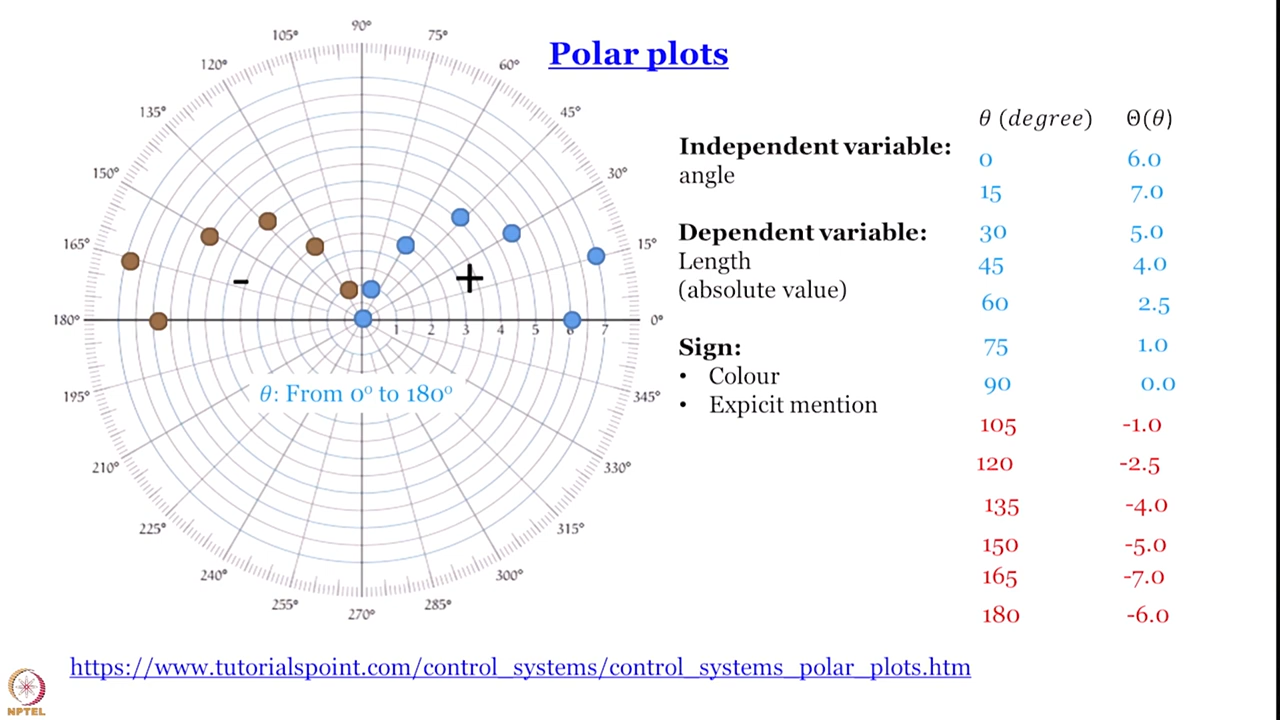 Polar plots
90°
105°
75°
120°
60°
135°
45°
150°
30°
165°
15°
-
+
180°
1 2 3 4 5 6 7
0°
θ: From 0⁰ to 180⁰
195°
345°
210°
330°
225°
315°
240°
300°
255°
285°
270°
Independent variable:
angle
Dependent variable:
Length
(absolute value)
Sign:
• Colour
• Expicit mention
θ (degree) Θ(θ)
0 6.0
15 7.0
30 5.0
45 4.0
60 2.5
75 1.0
90 0.0
105 -1.0
120 -2.5
135 -4.0
150 -5.0
165 -7.0
180 -6.0
https://www.tutorialspoint.com/control_systems/control_systems_polar_plots.htm
NPTEL